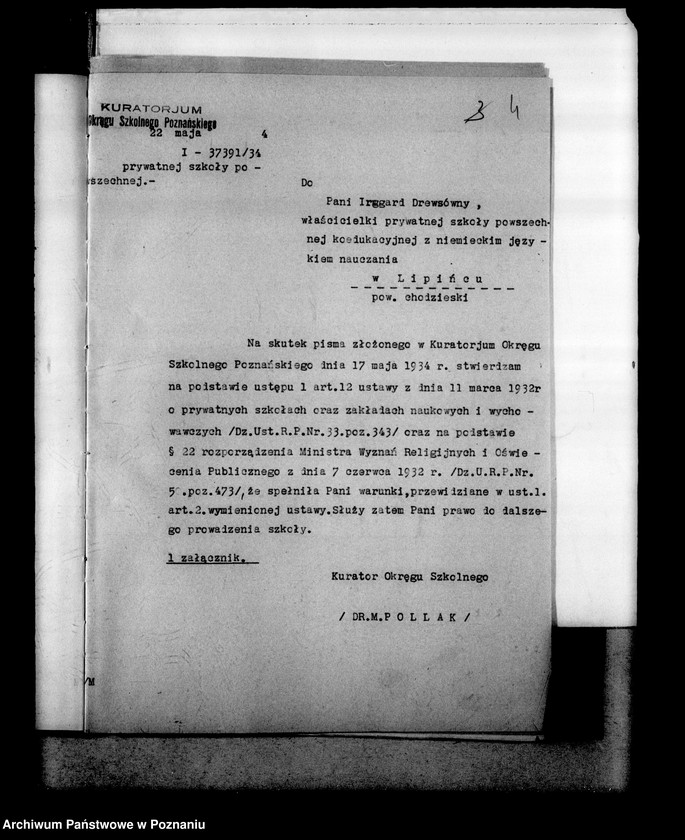 3 4
KURATORJUM
Okręgu Szkolnego Poznańskiego
22 maja 4
I - 37391/34
prywatnej szkoły po -
wszechnej.-
Do
Pani Irggard Drewsówny ,
właścicielki prywatnej szkoły powszech-
nej koedukacyjnej z niemieckim języ -
kiem nauczania
w Lipińcu
pow. chodzieski
Na skutek pisma złożonego w Kuratorjum Okręgu
Szkolnego Poznańskiego dnia 17 maja 1934 r. stwierdzam
na podstawie ustępu 1 art.12 ustawy z dnia 11 marca 1932r
o prywatnych szkołach oraz zakładach naukowych i wycho -
wawczych /Dz.Ust.R.P.Nr.33.poz.343/ oraz na podstawie
§ 22 rozporządzenia Ministra Wyznań Religijnych i Oświe -
cenia Publicznego z dnia 7 czerwca 1932 r. /Dz.U.R.P.Nr.
5 .poz.473/, że spełniła Pani warunki,przewidziane w ust.1.
art.2.wymienionej ustawy.Służy zatem Pani prawo do dalsze-
go prowadzenia szkoły.
1 załącznik.
Kurator Okręgu Szkolnego
/ DR.M.POLLAK /
/M
Archiwum Państwowe w Poznaniu